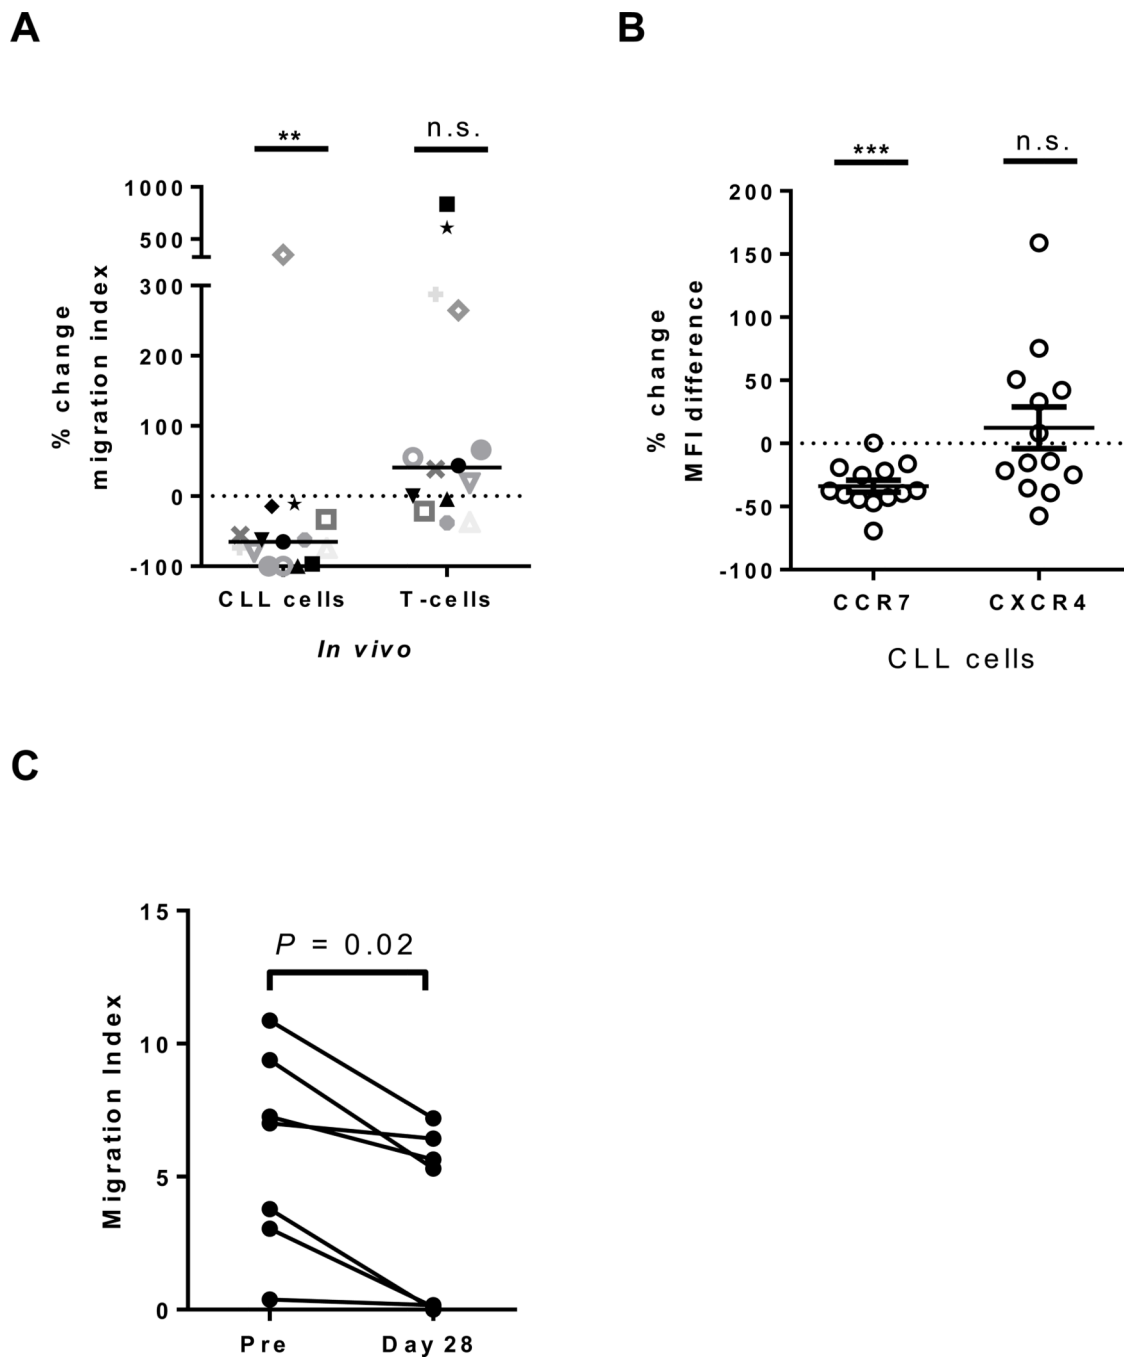 A
B
**
n.s.
1000
500
300
200
100
0
-100
% change
migration index
CLL cells
T-cells
In vivo
***
n.s.
200
150
100
50
0
-50
-100
% change
MFI difference
CCR7
CXCR4
CLL cells
C
15
10
5
0
Migration Index
P = 0.02
Pre
Day 28